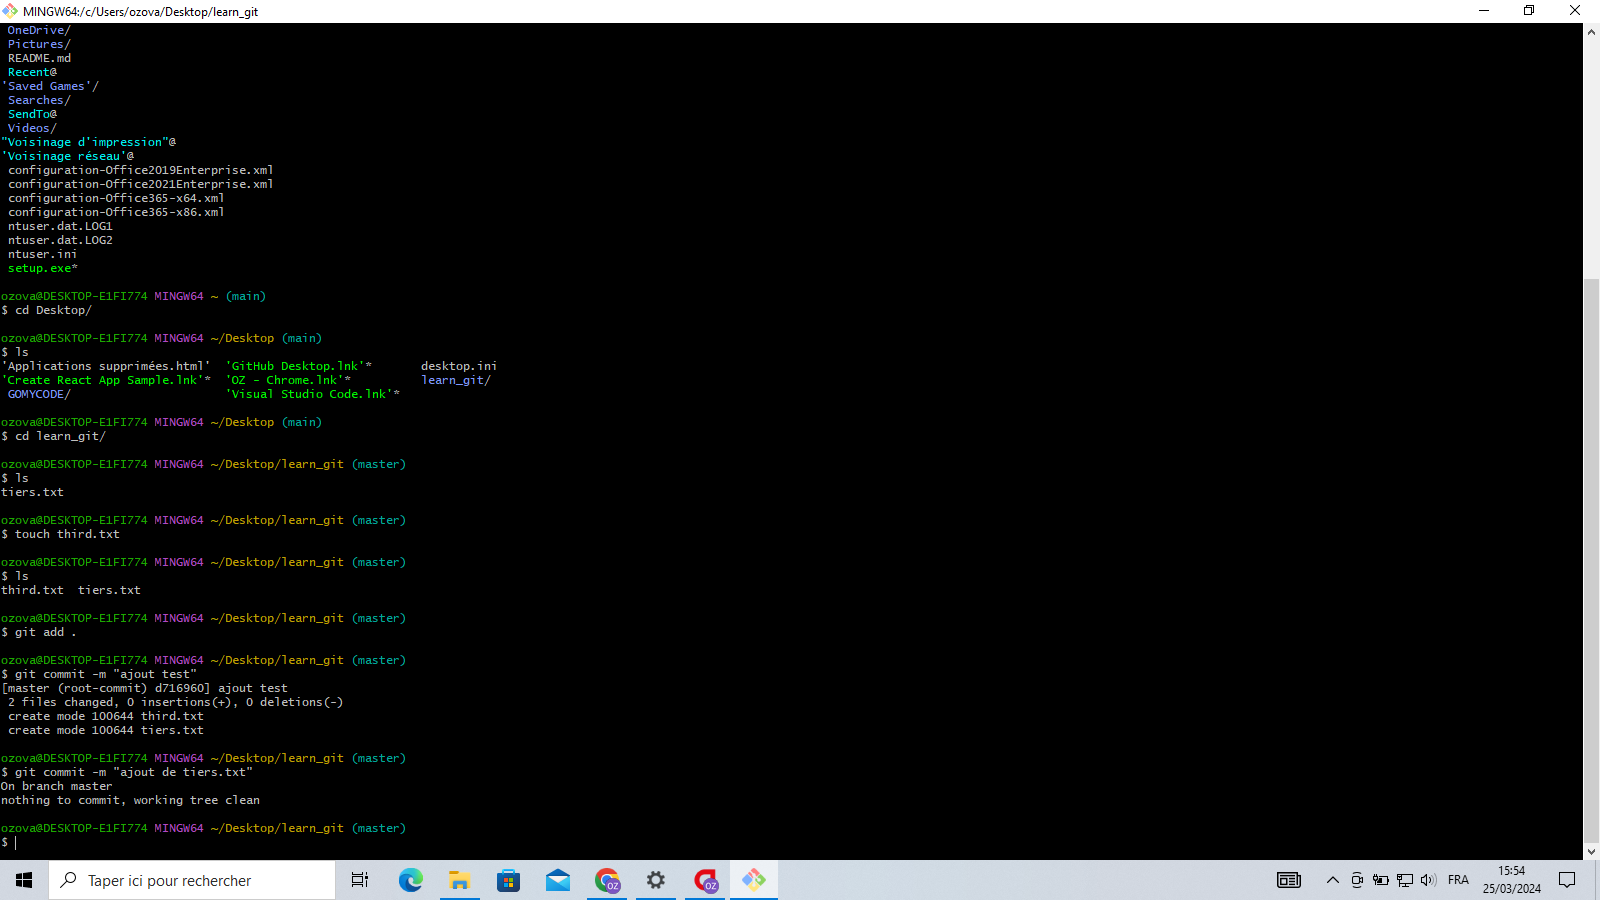 MINGW64:/c/Users/ozova/Desktop/learn_git
OneDrive/
Pictures/
README.md
Recent@
'Saved Games'/
Searches/
SendTo@
Videos/
"Voisinage d'impression"@
'Voisinage réseau'@
configuration-Office2019Enterprise.xml
configuration-Office2021Enterprise.xml
configuration-Office365-x64.xml
configuration-Office365-x86.xml
ntuser.dat.LOG1
ntuser.dat.LOG2
ntuser.ini
setup.exe*
ozova@DESKTOP-E1FI774 MINGW64 ~ (main)
$ cd Desktop/
ozova@DESKTOP-E1FI774 MINGW64 ~/Desktop (main)
$ ls
'Applications supprimées.html' 'GitHub Desktop.lnk'* desktop.ini
'Create React App Sample.lnk'* 'OZ - Chrome.lnk'* learn_git/
GOMYCODE/ 'Visual Studio Code.lnk'*
ozova@DESKTOP-E1FI774 MINGW64 ~/Desktop (main)
$ cd learn_git/
ozova@DESKTOP-E1FI774 MINGW64 ~/Desktop/learn_git (master)
$ ls
tiers.txt
ozova@DESKTOP-E1FI774 MINGW64 ~/Desktop/learn_git (master)
$ touch third.txt
ozova@DESKTOP-E1FI774 MINGW64 ~/Desktop/learn_git (master)
$ ls
third.txt tiers.txt
ozova@DESKTOP-E1FI774 MINGW64 ~/Desktop/learn_git (master)
$ git add .
ozova@DESKTOP-E1FI774 MINGW64 ~/Desktop/learn_git (master)
$ git commit -m "ajout test"
[master (root-commit) d716960] ajout test
2 files changed, 0 insertions(+), 0 deletions(-)
create mode 100644 third.txt
create mode 100644 tiers.txt
ozova@DESKTOP-E1FI774 MINGW64 ~/Desktop/learn_git (master)
$ git commit -m "ajout de tiers.txt"
On branch master
nothing to commit, working tree clean
ozova@DESKTOP-E1FI774 MINGW64 ~/Desktop/learn_git (master)
$
Taper ici pour rechercher
OZ
OZ
FRA
15:54
25/03/2024